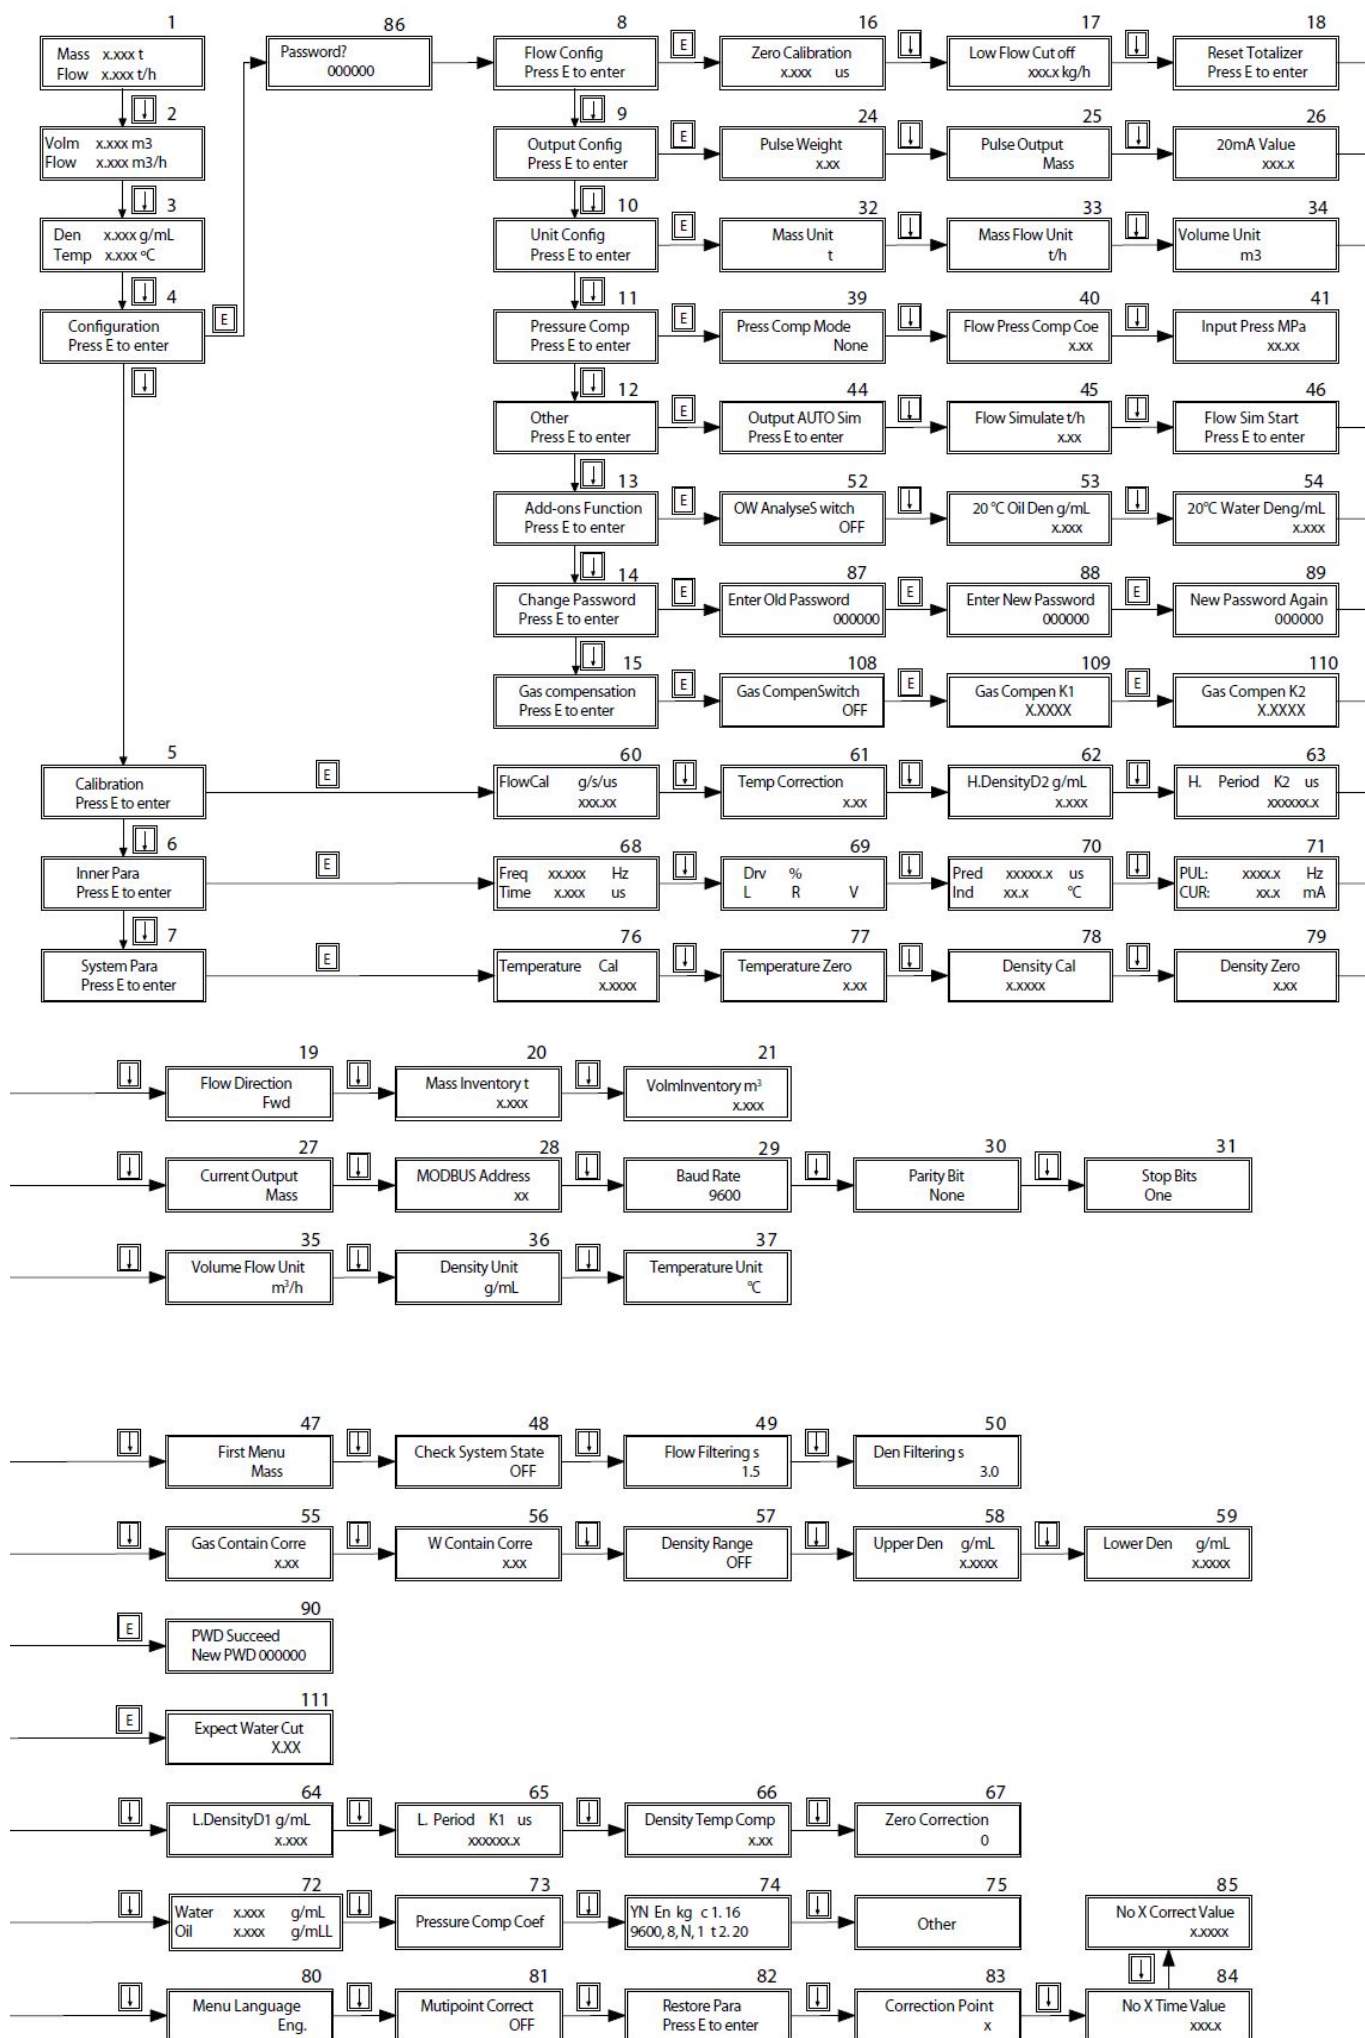 1 86 8 16 17 18
Mass x.xxx t
Flow x.xxx t/h
Password?
000000
Flow Config
Press E to enter
E
Zero Calibration
x.xxx us
↓
Low Flow Cut off
xxx.x kg/h
↓
Reset Totalizer
Press E to enter
↓ 2 ↓ 9 24 25 26
Volm x.xxx m3
Flow x.xxx m3/h
Output Config
Press E to enter
E
Pulse Weight
x.xx
↓
Pulse Output
Mass
↓
20mA Value
xxx.x
↓ 3 ↓ 10 32 33 34
Den x.xxx g/mL
Temp x.xxx ºC
Unit Config
Press E to enter
E
Mass Unit
t
↓
Mass Flow Unit
t/h
↓
Volume Unit
m3
↓ 4 ↓ 11 39 40 41
Configuration
Press E to enter
E
Pressure Comp
Press E to enter
E
Press Comp Mode
None
↓
Flow Press Comp Coe
x.xx
↓
Input Press MPa
xx.xx
↓ ↓ 12 44 45 46
Other
Press E to enter
E
Output AUTO Sim
Press E to enter
↓
Flow Simulate t/h
x.xx
↓
Flow Sim Start
Press E to enter
↓ 13 52 53 54
Add-ons Function
Press E to enter
E
OW AnalyseS witch
OFF
↓
20 ℃ Oil Den g/mL
x.xxx
↓
20℃ Water Deng/mL
x.xxx
↓ 14 87 88 89
Change Password
Press E to enter
E
Enter Old Password
000000
E
Enter New Password
000000
E
New Password Again
000000
↓ 15 108 109 110
Gas compensation
Press E to enter
E
Gas CompenSwitch
OFF
E
Gas Compen K1
X.XXXX
E
Gas Compen K2
X.XXXX
5 60 61 62 63
Calibration
Press E to enter
E
FlowCal g/s/us
xxx.xx
↓
Temp Correction
x.xx
↓
H.DensityD2 g/mL
x.xxx
↓
H. Period K2 us
xxxxxx.x
↓ 6 68 69 70 71
Inner Para
Press E to enter
E
Freq xx.xxx Hz
Time x.xxx us
↓
Drv %
L R V
↓
Pred xxxxx.x us
Ind xx.x ℃
↓
PUL: xxxx.x Hz
CUR: xx.x mA
↓ 7 76 77 78 79
System Para
Press E to enter
E
Temperature Cal
x.xxxx
↓
Temperature Zero
x.xx
↓
Density Cal
x.xxxx
↓
Density Zero
x.xx
19 20 21
↓
Flow Direction
Fwd
↓
Mass Inventory t
x.xxx
↓
VolmInventory m³
x.xxx
27 28 29 30 31
↓
Current Output
Mass
↓
MODBUS Address
xx
↓
Baud Rate
9600
↓
Parity Bit
None
↓
Stop Bits
One
35 36 37
↓
Volume Flow Unit
m³/h
↓
Density Unit
g/mL
↓
Temperature Unit
℃
47 48 49 50
↓
First Menu
Mass
↓
Check System State
OFF
↓
Flow Filtering s
1.5
↓
Den Filtering s
3.0
55 56 57 58 59
↓
Gas Contain Corre
x.xx
↓
W Contain Corre
x.xx
↓
Density Range
OFF
↓
Upper Den g/mL
x.xxxx
↓
Lower Den g/mL
x.xxxx
90
E
PWD Succeed
New PWD 000000
111
E
Expect Water Cut
X.XX
64 65 66 67
↓
L.DensityD1 g/mL
x.xxx
↓
L. Period K1 us
xxxxxx.x
↓
Density Temp Comp
x.xx
↓
Zero Correction
0
72 73 74 75 85
↓
Water x.xxx g/mL
Oil x.xxx g/mLL
↓
Pressure Comp Coef
↓
YN En kg c 1. 16
9600, 8, N, 1 t 2. 20
↓
Other
No X Correct Value
x.xxxx
80 81 82 83 ↓ 84
↓
Menu Language
Eng.
↓
Mutipoint Correct
OFF
↓
Restore Para
Press E to enter
↓
Correction Point
x
↓
No X Time Value
xxx.x